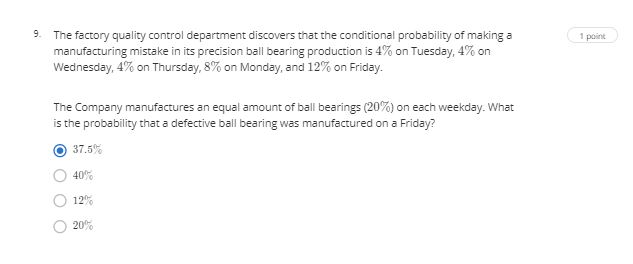 9. The factory quality control department discovers that the conditional probability of making a
1 point
manufacturing mistake in its precision ball bearing production is 4% on Tuesday, 4% on
Wednesday, 4% on Thursday, 8% on Monday, and 12% on Friday.
The Company manufactures an equal amount of ball bearings (20%) on each weekday. What
is the probability that a defective ball bearing was manufactured on a Friday?
37.5%
40%
12%
20%